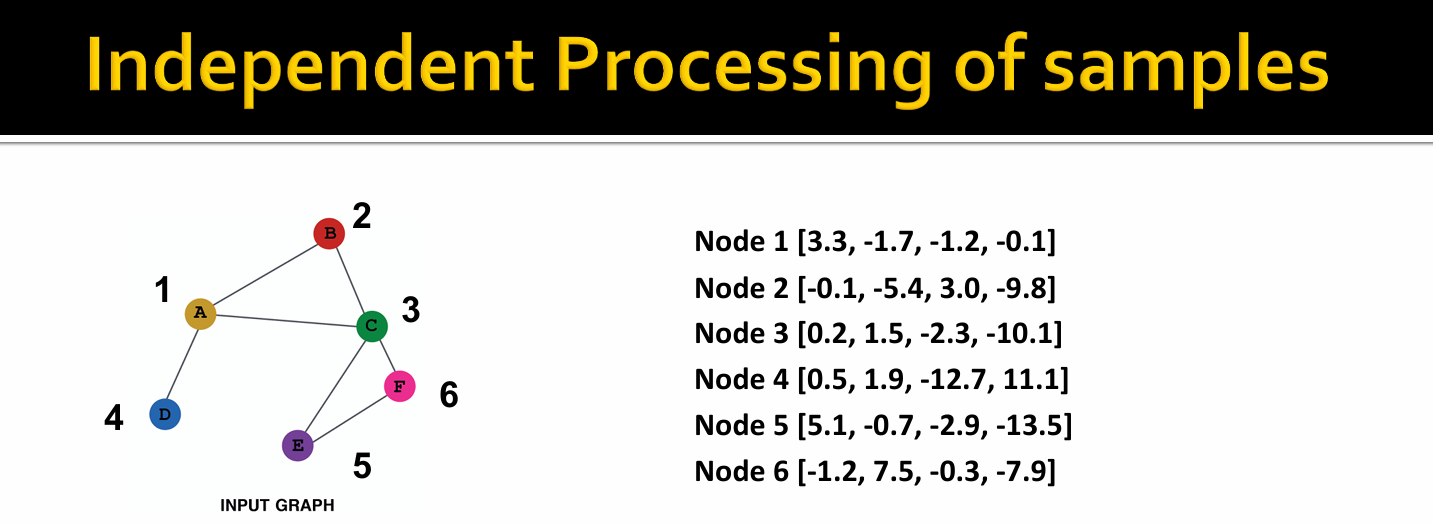 Independent Processing of samples
B
2
1
A
C
3
F
6
4
D
E
5
INPUT GRAPH
Node 1 [3.3, -1.7, -1.2, -0.1]
Node 2 [-0.1, -5.4, 3.0, -9.8]
Node 3 [0.2, 1.5, -2.3, -10.1]
Node 4 [0.5, 1.9, -12.7, 11.1]
Node 5 [5.1, -0.7, -2.9, -13.5]
Node 6 [-1.2, 7.5, -0.3, -7.9]